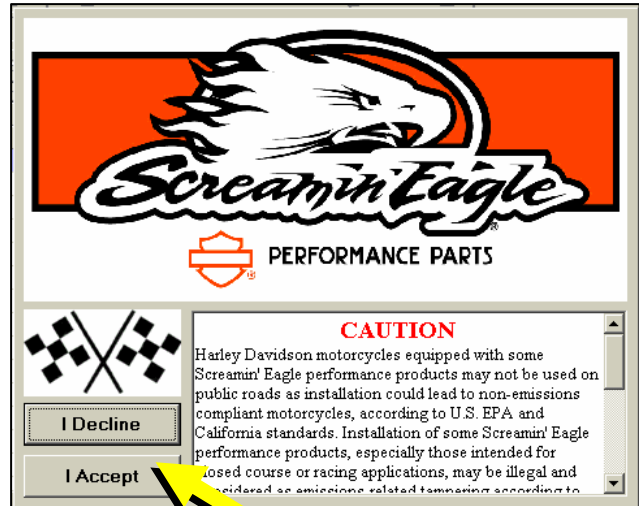 Screamin' Eagle
®
PERFORMANCE PARTS
®
CAUTION
Harley Davidson motorcycles equipped with some
Screamin' Eagle performance products may not be used on
public roads as installation could lead to non-emissions
compliant motorcycles, according to U.S. EPA and
California standards. Installation of some Screamin' Eagle
performance products, especially those intended for
closed course or racing applications, may be illegal and
considered as emissions related tampering according to
I Decline
I Accept